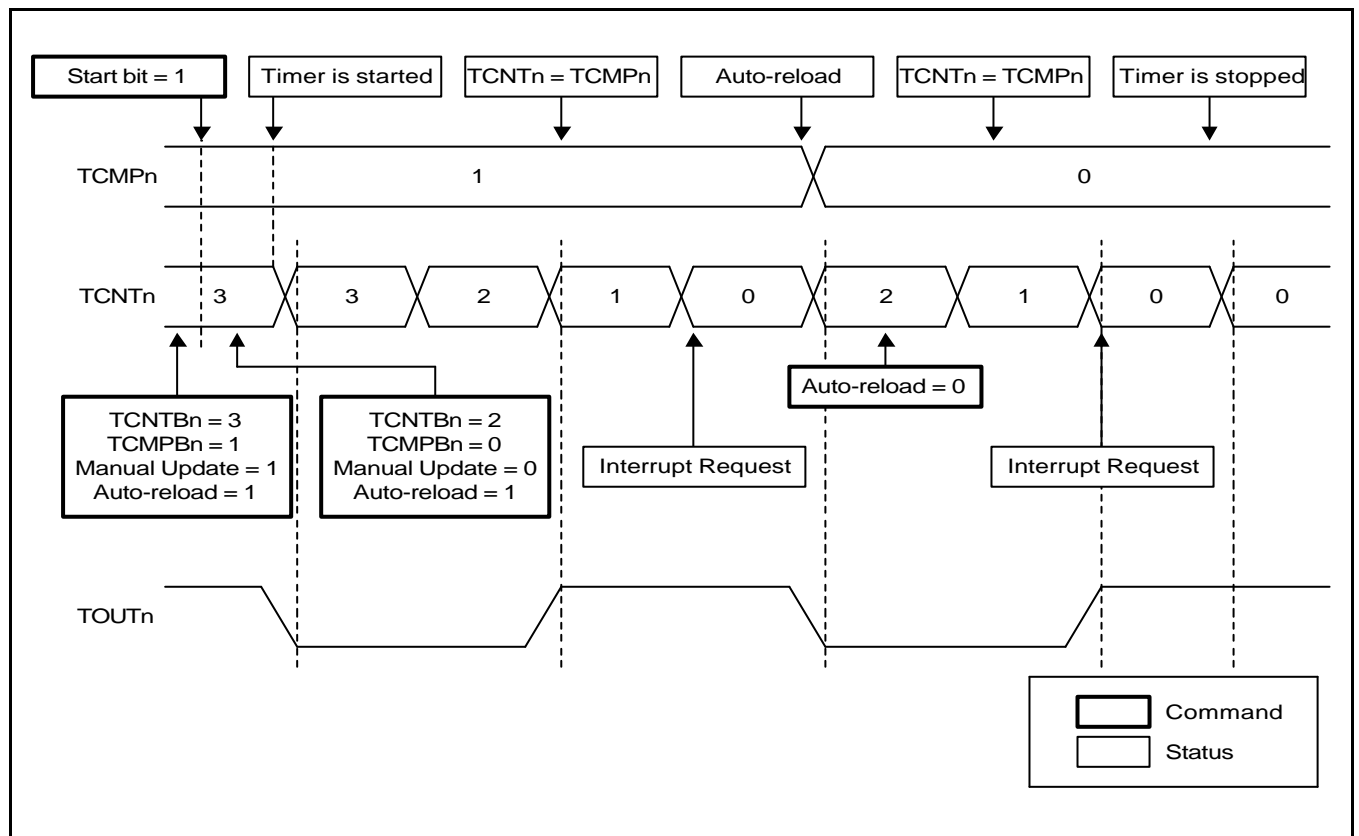 Start bit = 1
Timer is started
TCNTn = TCMPn
Auto-reload
TCNTn = TCMPn
Timer is stopped
TCMPn
1
0
TCNTn
3
3
2
1
0
2
1
0
0
TCNTBn = 3
TCMPBn = 1
Manual Update = 1
Auto-reload = 1
TCNTBn = 2
TCMPBn = 0
Manual Update = 0
Auto-reload = 1
Interrupt Request
Auto-reload = 0
Interrupt Request
TOUTn
Command
Status